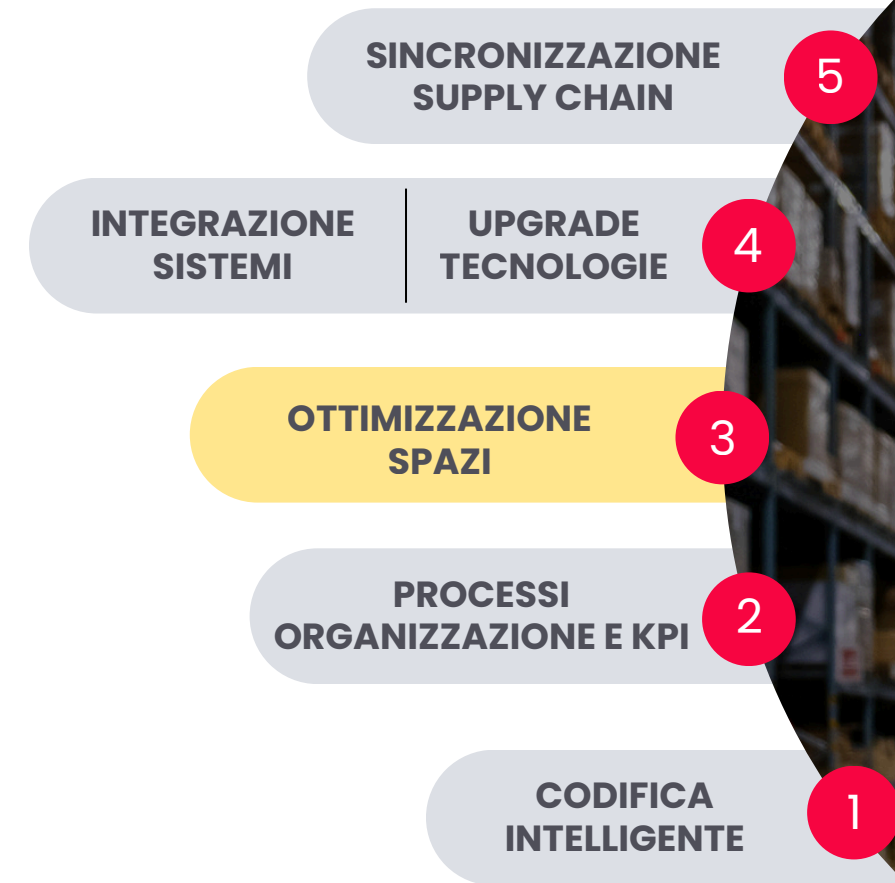 SINCRONIZZAZIONE
SUPPLY CHAIN
5
INTEGRAZIONE
SISTEMI
UPGRADE
TECNOLOGIE
4
OTTIMIZZAZIONE
SPAZI
3
PROCESSI
ORGANIZZAZIONE E KPI
2
CODIFICA
INTELLIGENTE
1